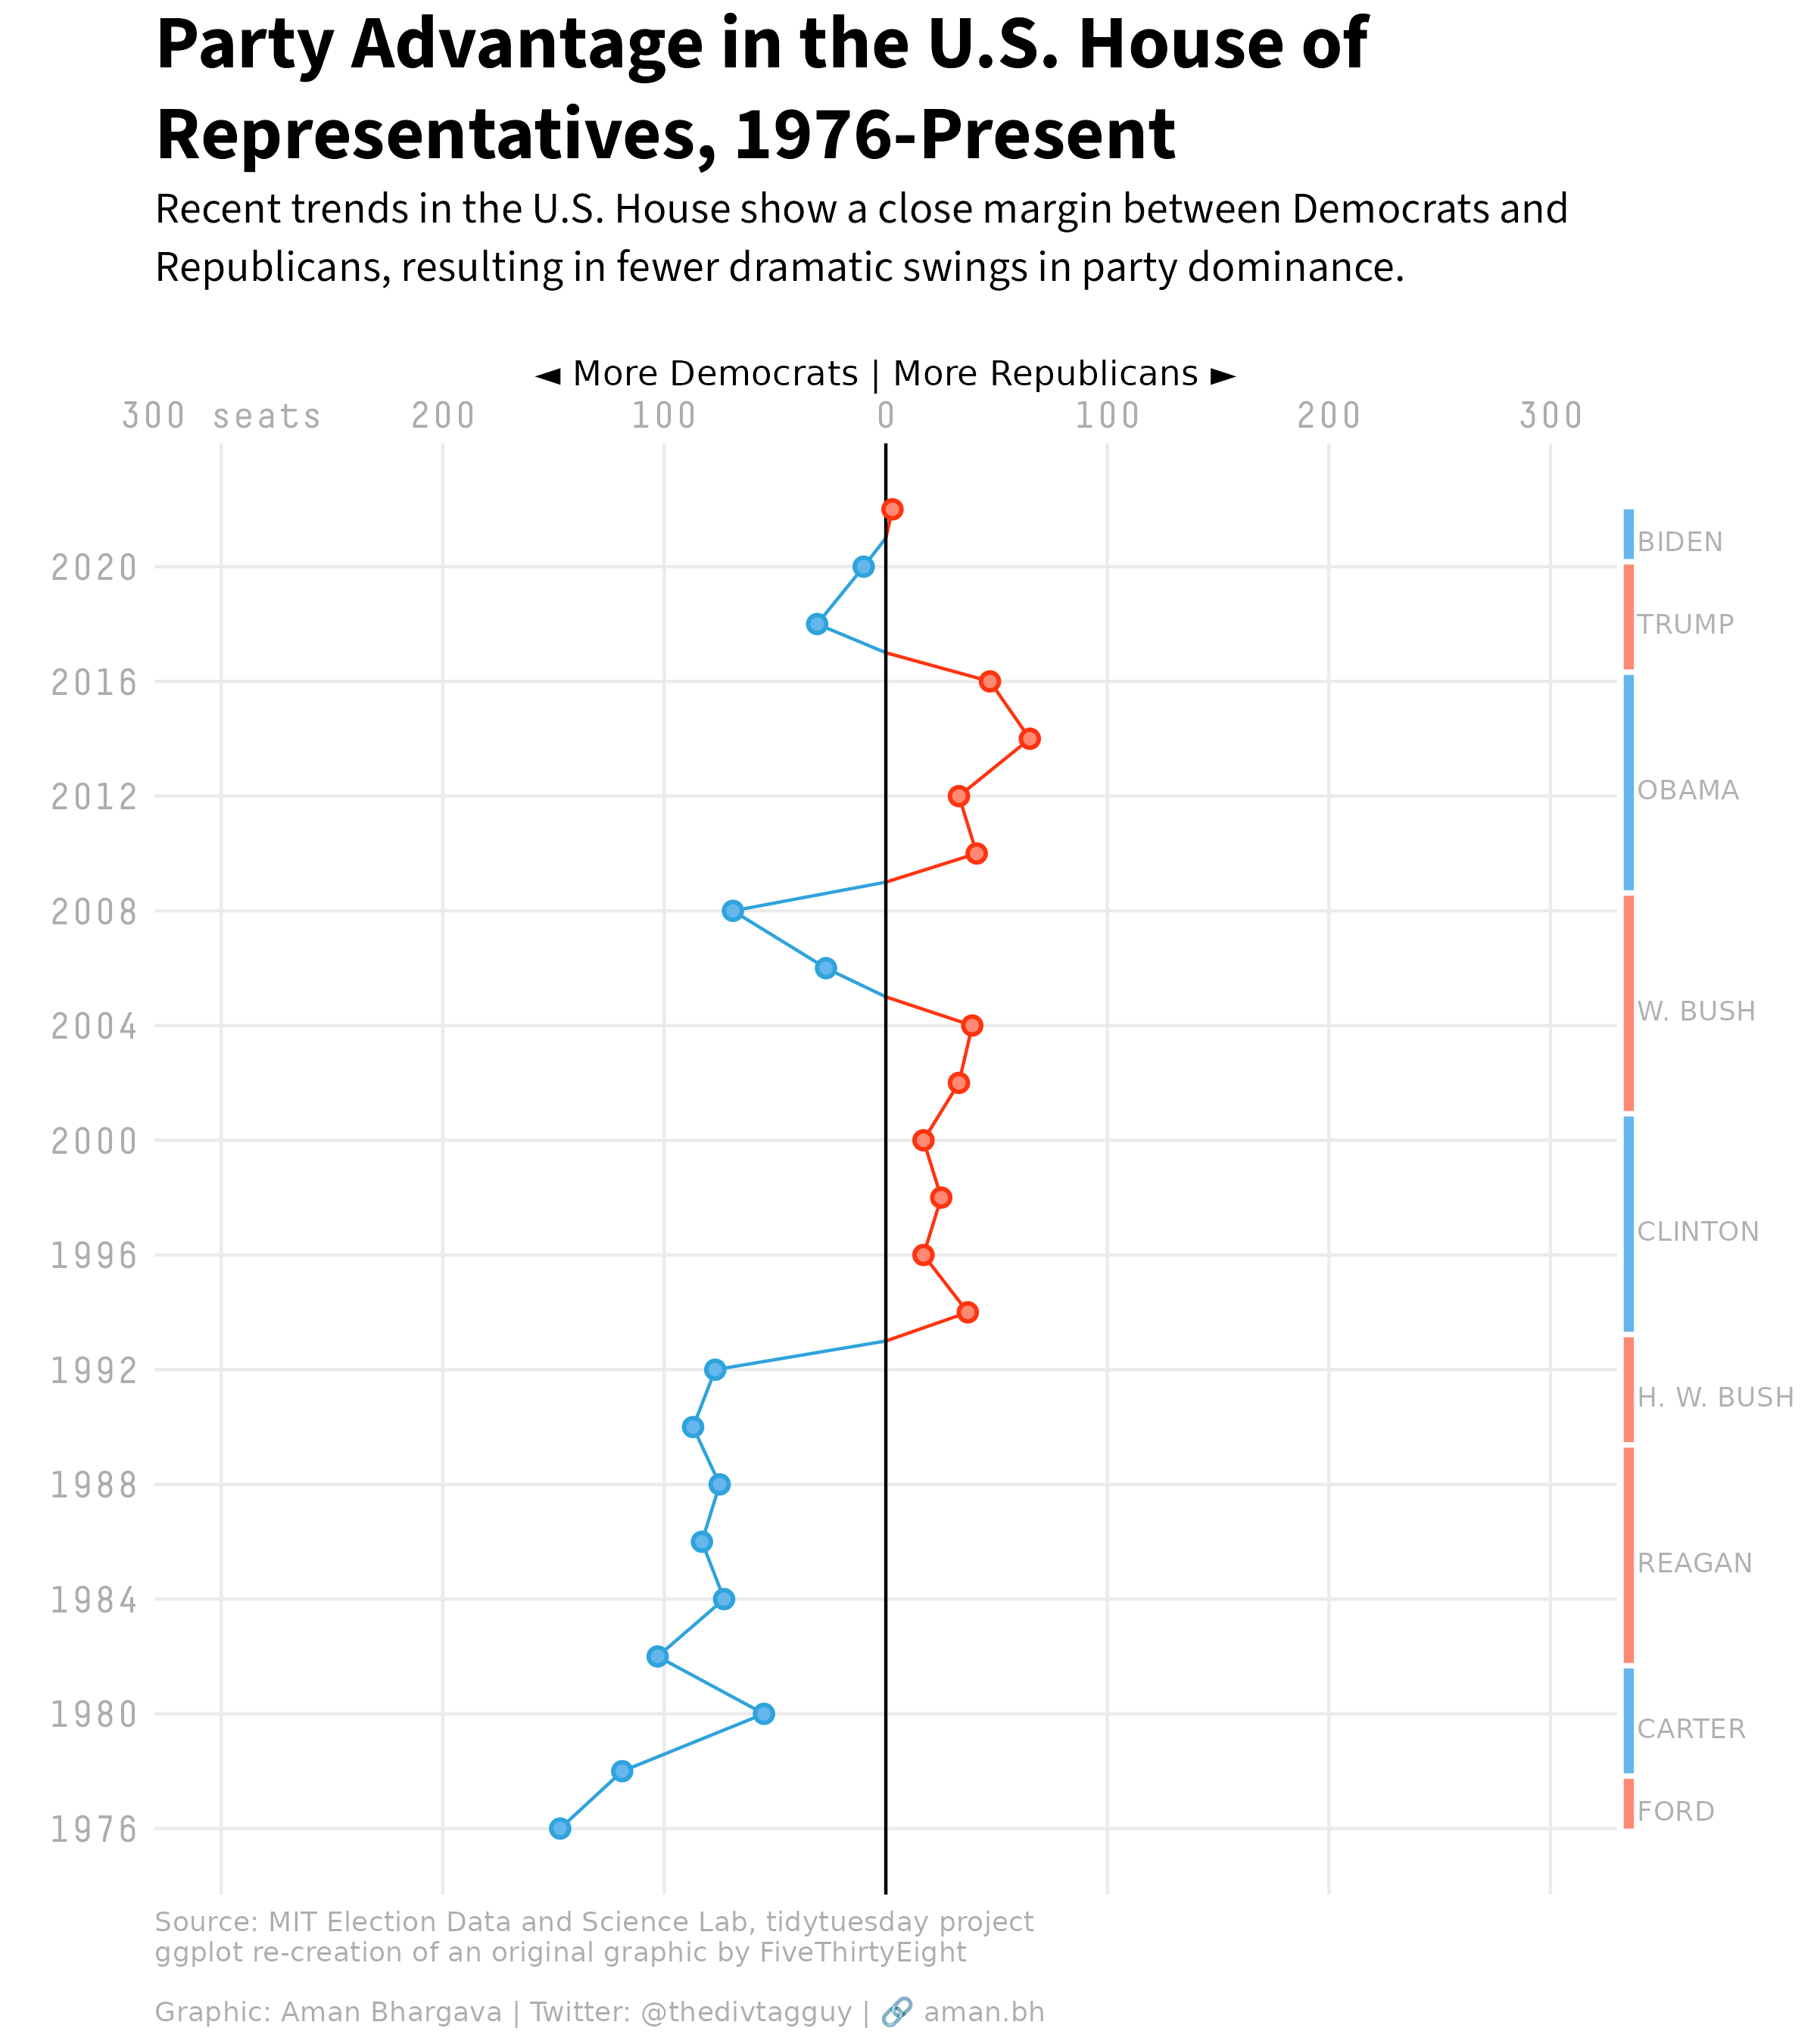 Party Advantage in the U.S. House of
Representatives, 1976-Present
Recent trends in the U.S. House show a close margin between Democrats and
Republicans, resulting in fewer dramatic swings in party dominance.
◄ More Democrats | More Republicans ►
300 seats 200 100 0 100 200 300
BIDEN
2020
TRUMP
2016
OBAMA
2012
2008
W. BUSH
2004
2000
CLINTON
1996
1992
H. W. BUSH
1988
REAGAN
1984
1980
CARTER
FORD
1976
Source: MIT Election Data and Science Lab, tidytuesday project
ggplot re-creation of an original graphic by FiveThirtyEight
Graphic: Aman Bhargava | Twitter: @thedivtagguy | 🔗 aman.bh